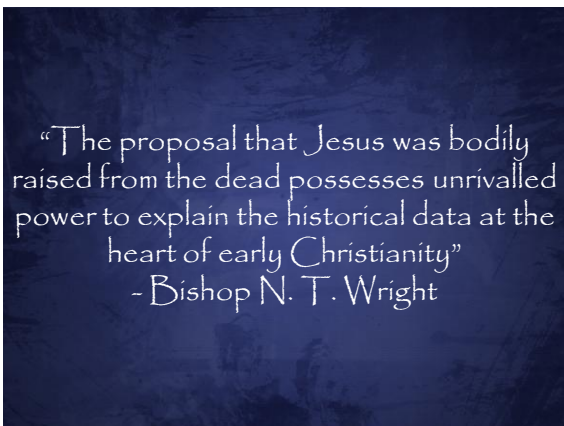 “The proposal that Jesus was bodily
raised from the dead possesses unrivalled
power to explain the historical data at the
heart of early Christianity”
- Bishop N. T. Wright